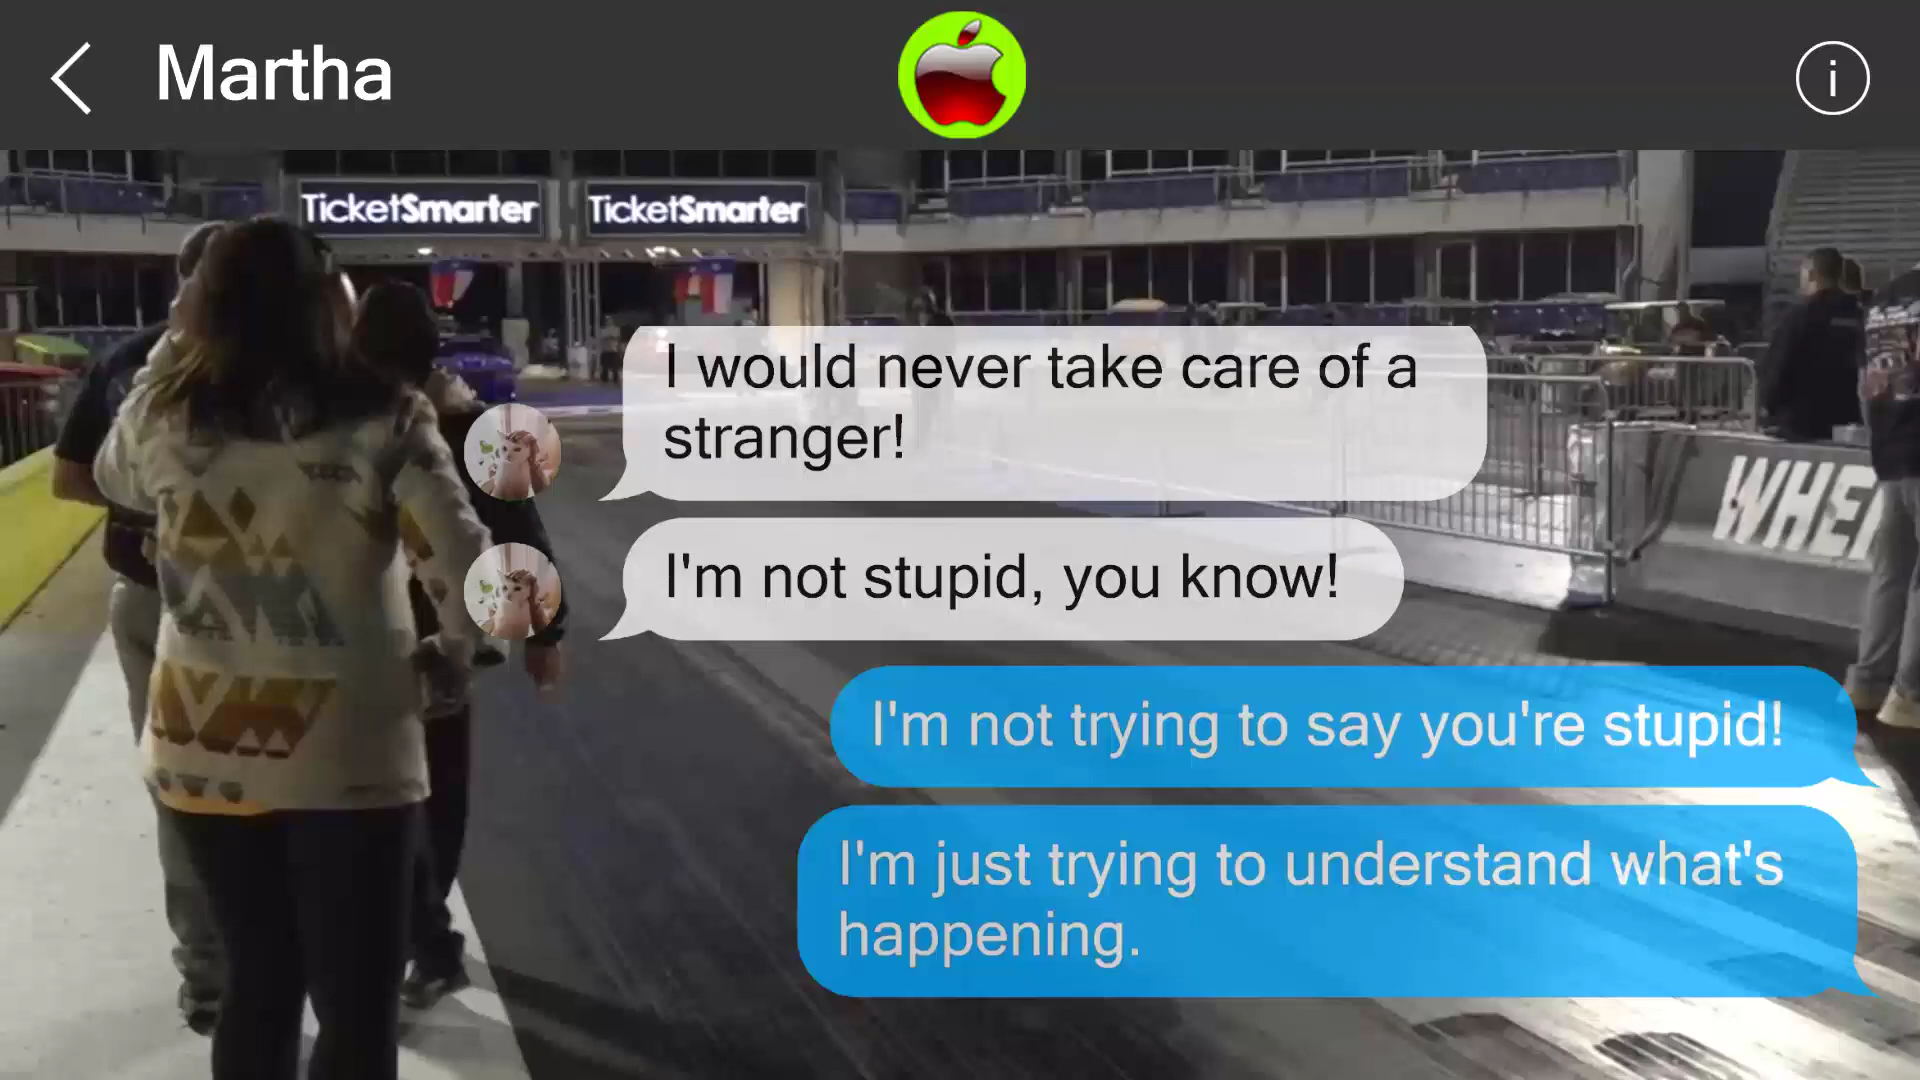 Martha
i
TicketSmarter
TicketSmarter
I would never take care of a
stranger!
I'm not stupid, you know!
WHE
I'm not trying to say you're stupid!
I'm just trying to understand what's
happening.